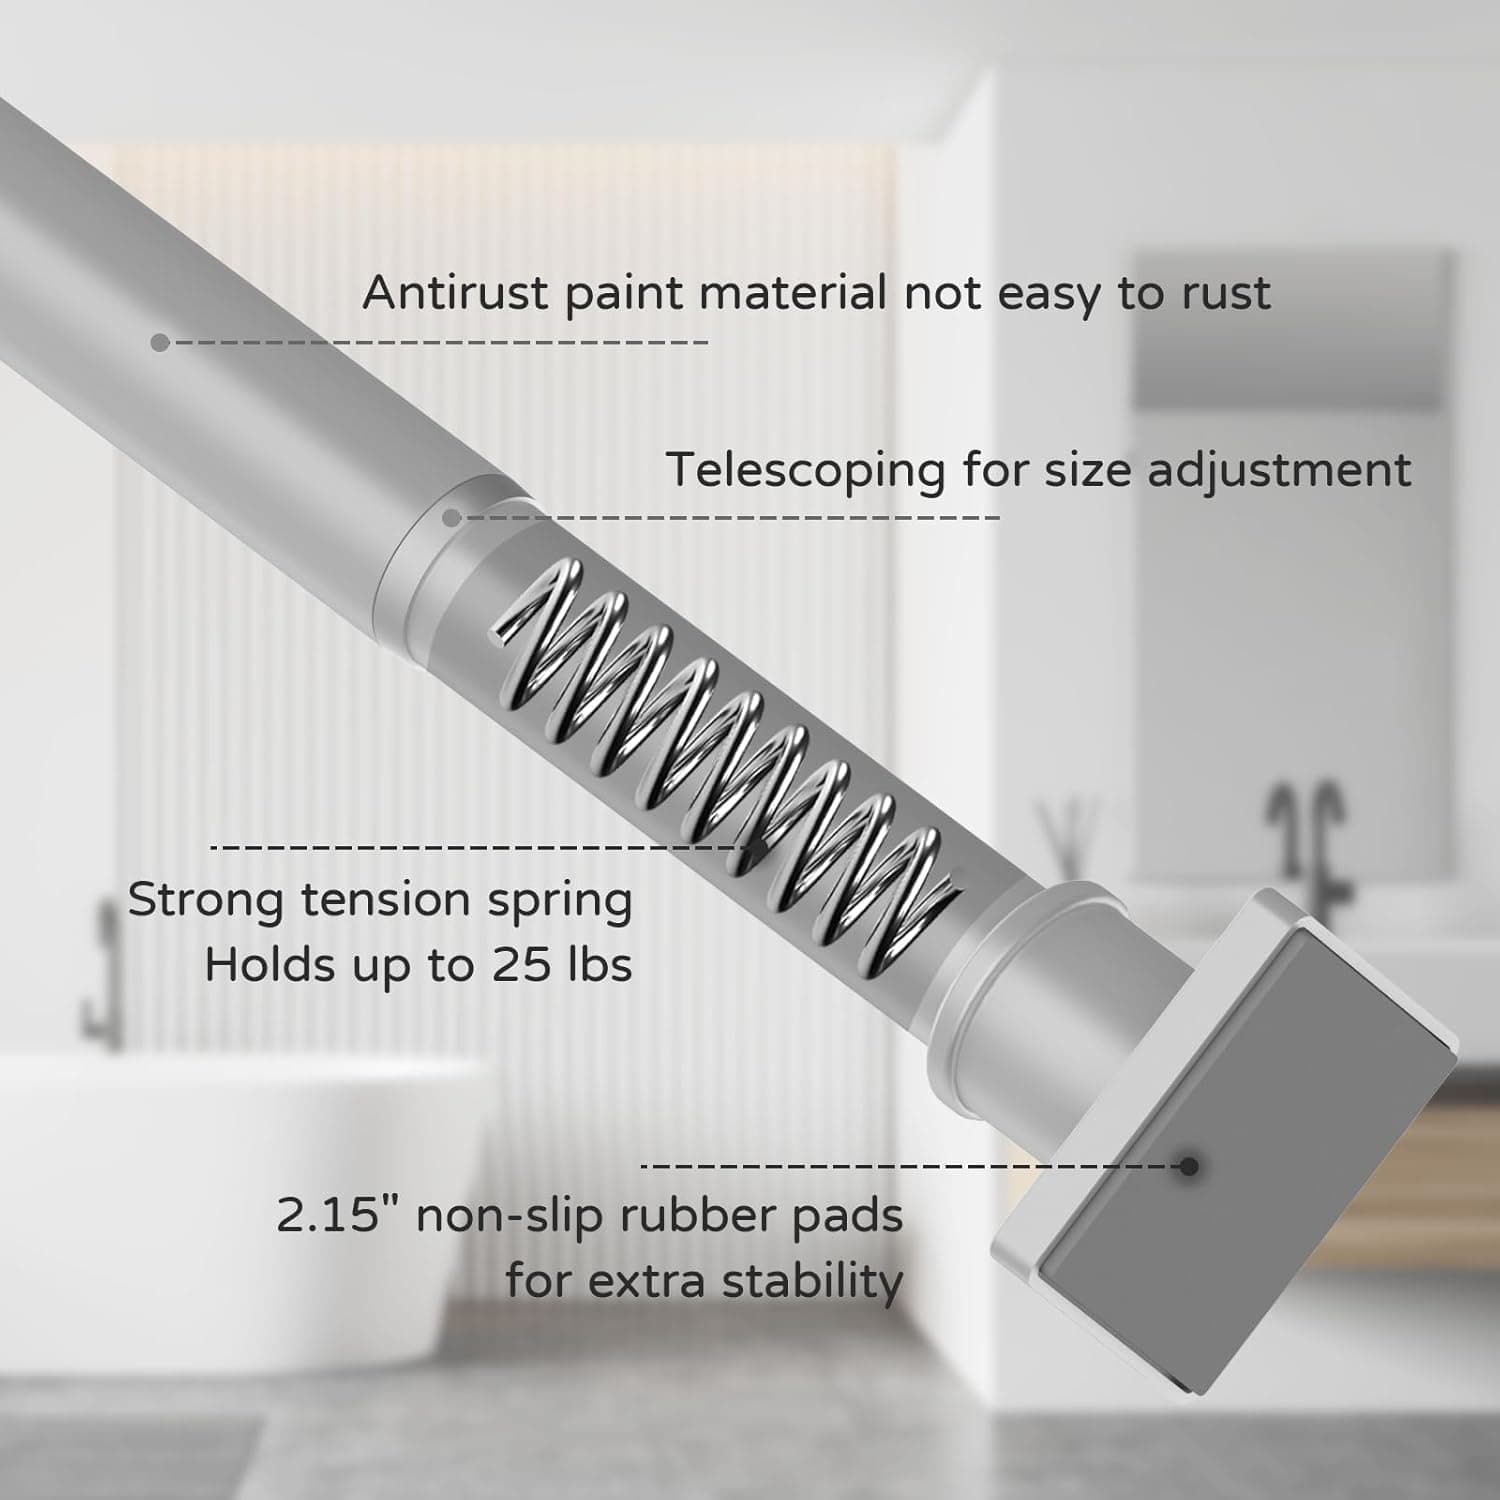 Antirust paint material not easy to rust
Telescoping for size adjustment
Strong tension spring
Holds up to 25 lbs
2.15" non-slip rubber pads
for extra stability